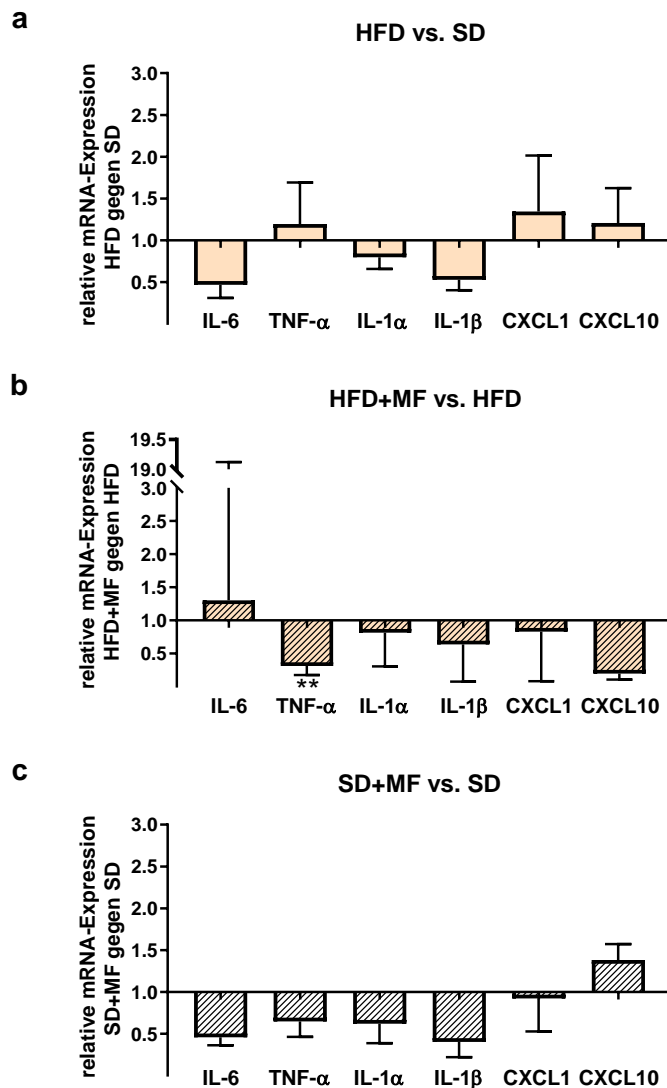 a
HFD vs. SD
relative mRNA-Expression
HFD gegen SD
3.0
2.5
2.0
1.5
1.0
0.5
IL-6 TNF-α IL-1α IL-1β CXCL1 CXCL10
b
HFD+MF vs. HFD
relative mRNA-Expression
HFD+MF gegen HFD
19.5
19.0
3.0
2.5
2.0
1.5
1.0
0.5
**
IL-6 TNF-α IL-1α IL-1β CXCL1 CXCL10
c
SD+MF vs. SD
relative mRNA-Expression
SD+MF gegen SD
3.0
2.5
2.0
1.5
1.0
0.5
IL-6 TNF-α IL-1α IL-1β CXCL1 CXCL10